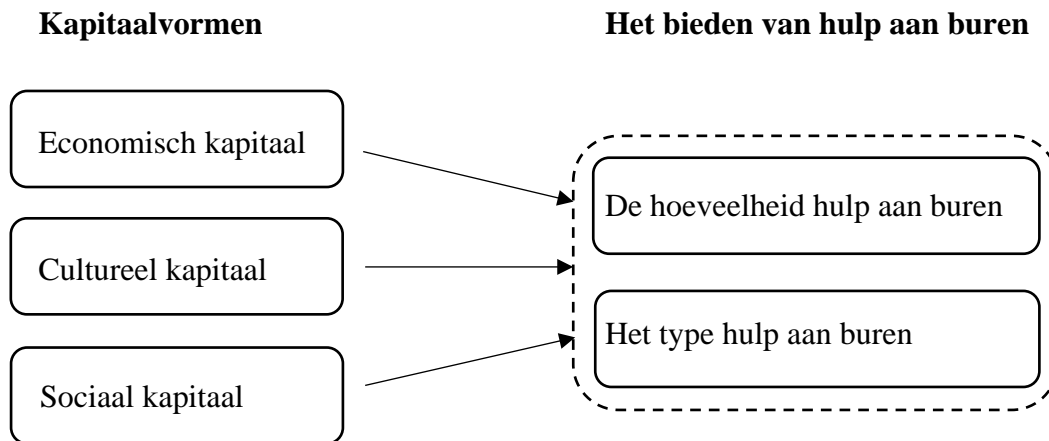 Kapitaalvormen
Het bieden van hulp aan buren
Economisch kapitaal
De hoeveelheid hulp aan buren
Cultureel kapitaal
Het type hulp aan buren
Sociaal kapitaal